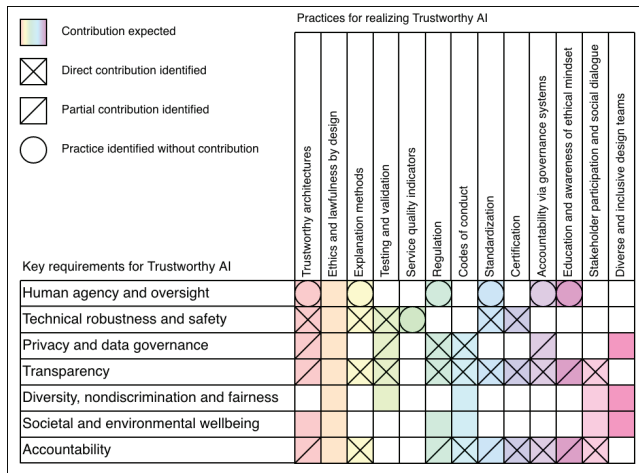 Practices for realizing Trustworthy AI
Contribution expected
Direct contribution identified
Partial contribution identified
Practice identified without contribution
Trustworthy architectures
Ethics and lawfulness by design
Explanation methods
Testing and validation
Service quality indicators
Regulation
Codes of conduct
Standardization
Certification
Accountability via governance systems
Education and awareness of ethical mindset
Stakeholder participation and social dialogue
Diverse and inclusive design teams
Key requirements for Trustworthy AI
Human agency and oversight
Technical robustness and safety
Privacy and data governance
Transparency
Diversity, nondiscrimination and fairness
Societal and environmental wellbeing
Accountability